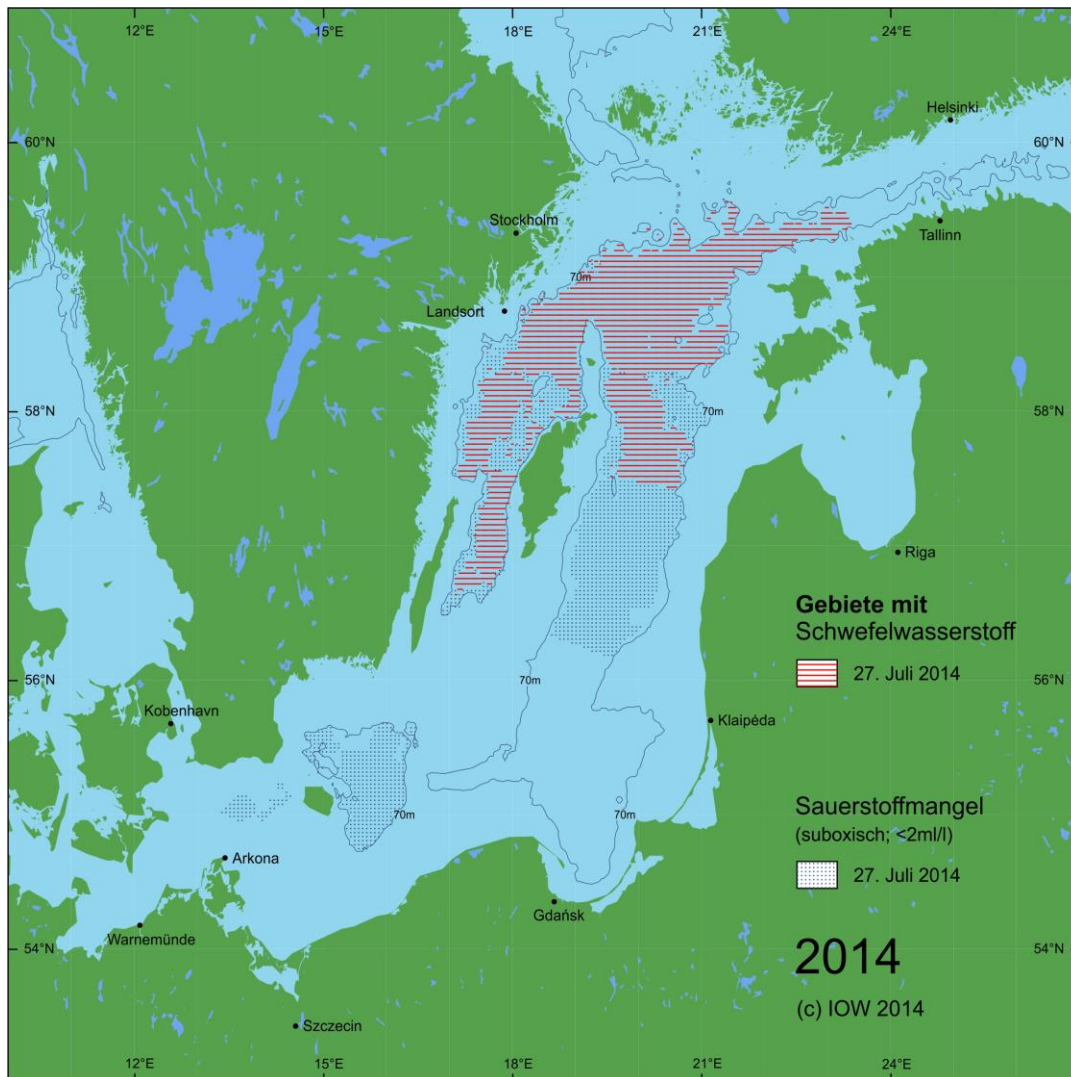 12°E
15°E
18°E
21°E
24°E
Helsinki
60°N
60°N
Stockholm
Tallinn
70m
Landsort
58°N
70m
58°N
Riga
Gebiete mit
Schwefelwasserstoff
27. Juli 2014
56°N
70m
56°N
Kobenhavn
Klaipéda
Sauerstoffmangel
(suboxisch; <2ml/l)
27. Juli 2014
70m
70m
Arkona
Gdańsk
Warnemünde
54°N
54°N
2014
(c) IOW 2014
Szczecin
12°E
15°E
18°E
21°E
24°E